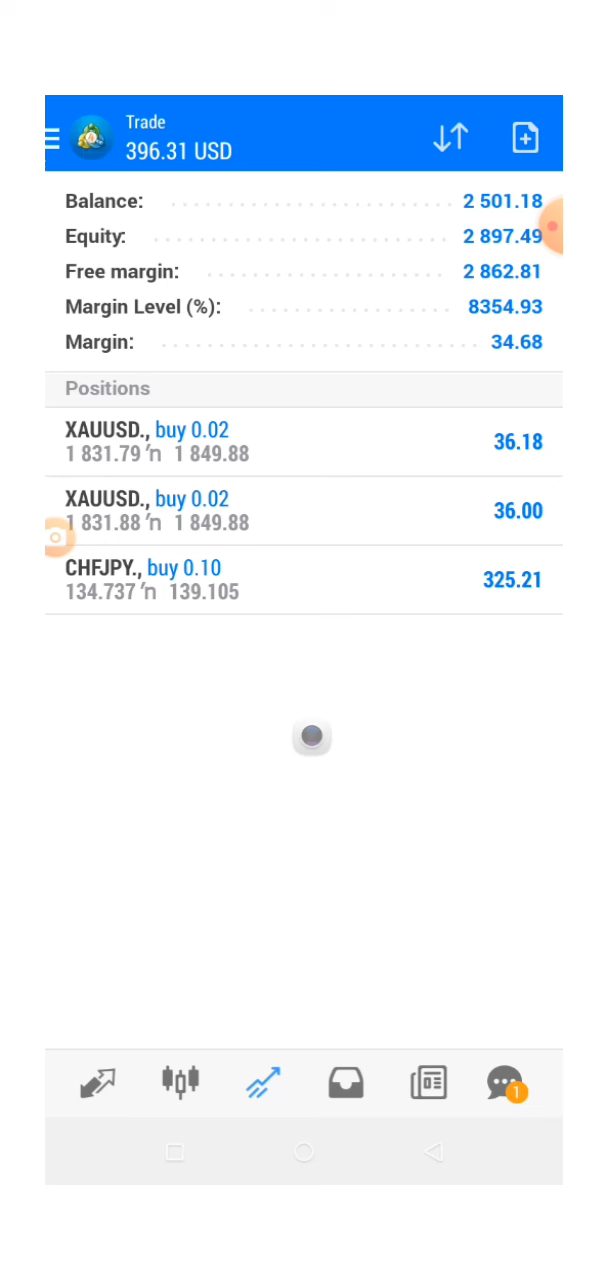 Trade
396.31 USD
Balance: 2 501.18
Equity: 2 897.49
Free margin: 2 862.81
Margin Level (%): 8354.93
Margin: 34.68
Positions
XAUUSD., buy 0.02
1 831.79 ′n 1 849.88
36.18
XAUUSD., buy 0.02
1 831.88 ′n 1 849.88
36.00
CHFJPY., buy 0.10
134.737 ′n 139.105
325.21
1